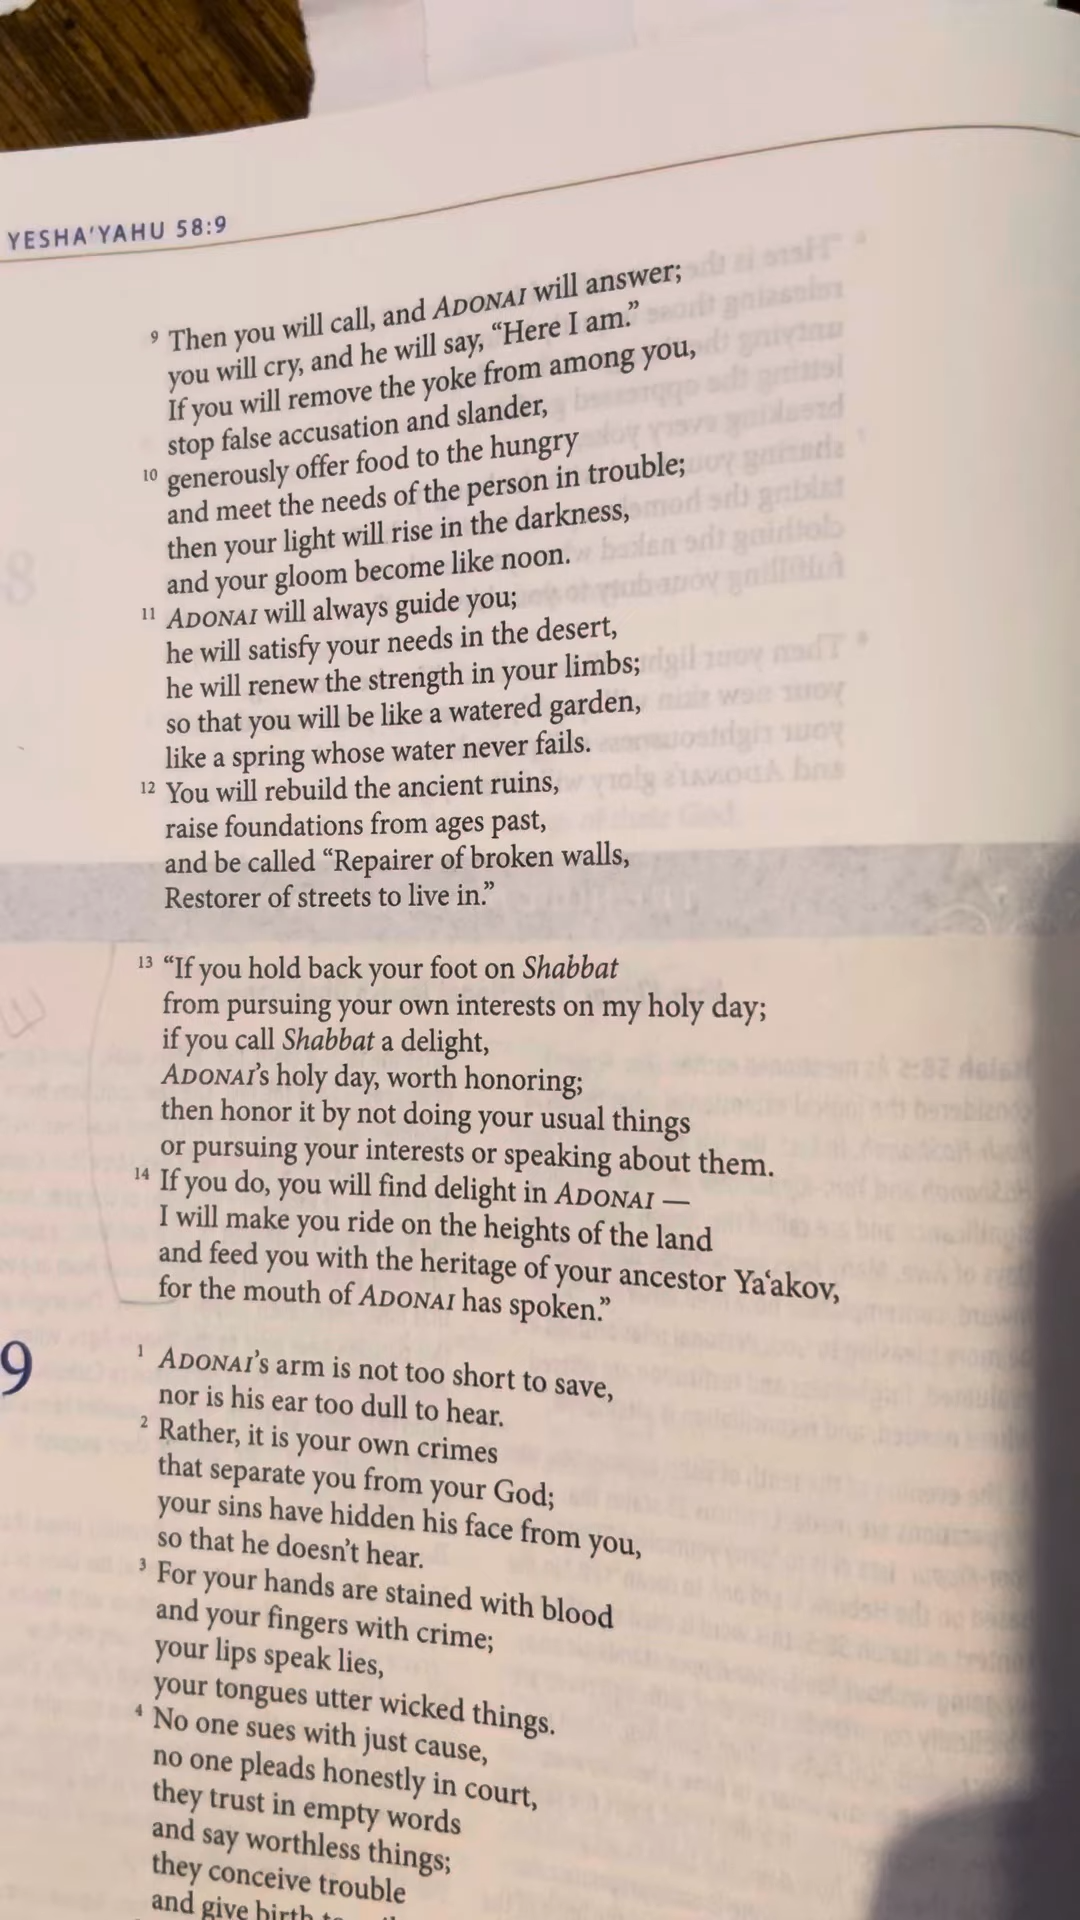 YESHA'YAHU 58:9
9 Then you will call, and ADONAI will answer;
you will cry, and he will say, “Here I am.”
If you will remove the yoke from among you,
stop false accusation and slander,
10 generously offer food to the hungry
and meet the needs of the person in trouble;
then your light will rise in the darkness,
and your gloom become like noon.
11 ADONAI will always guide you;
he will satisfy your needs in the desert,
he will renew the strength in your limbs;
so that you will be like a watered garden,
like a spring whose water never fails.
12 You will rebuild the ancient ruins,
raise foundations from ages past,
and be called “Repairer of broken walls,
Restorer of streets to live in.”
13 “If you hold back your foot on Shabbat
from pursuing your own interests on my holy day;
if you call Shabbat a delight,
ADONAI’s holy day, worth honoring;
then honor it by not doing your usual things
or pursuing your interests or speaking about them.
14 If you do, you will find delight in ADONAI —
I will make you ride on the heights of the land
and feed you with the heritage of your ancestor Ya‘akov,
for the mouth of ADONAI has spoken.”
9
1 ADONAI’s arm is not too short to save,
nor is his ear too dull to hear.
2 Rather, it is your own crimes
that separate you from your God;
your sins have hidden his face from you,
so that he doesn’t hear.
3 For your hands are stained with blood
and your fingers with crime;
your lips speak lies,
your tongues utter wicked things.
4 No one sues with just cause,
no one pleads honestly in court,
they trust in empty words
and say worthless things;
they conceive trouble
and give birth